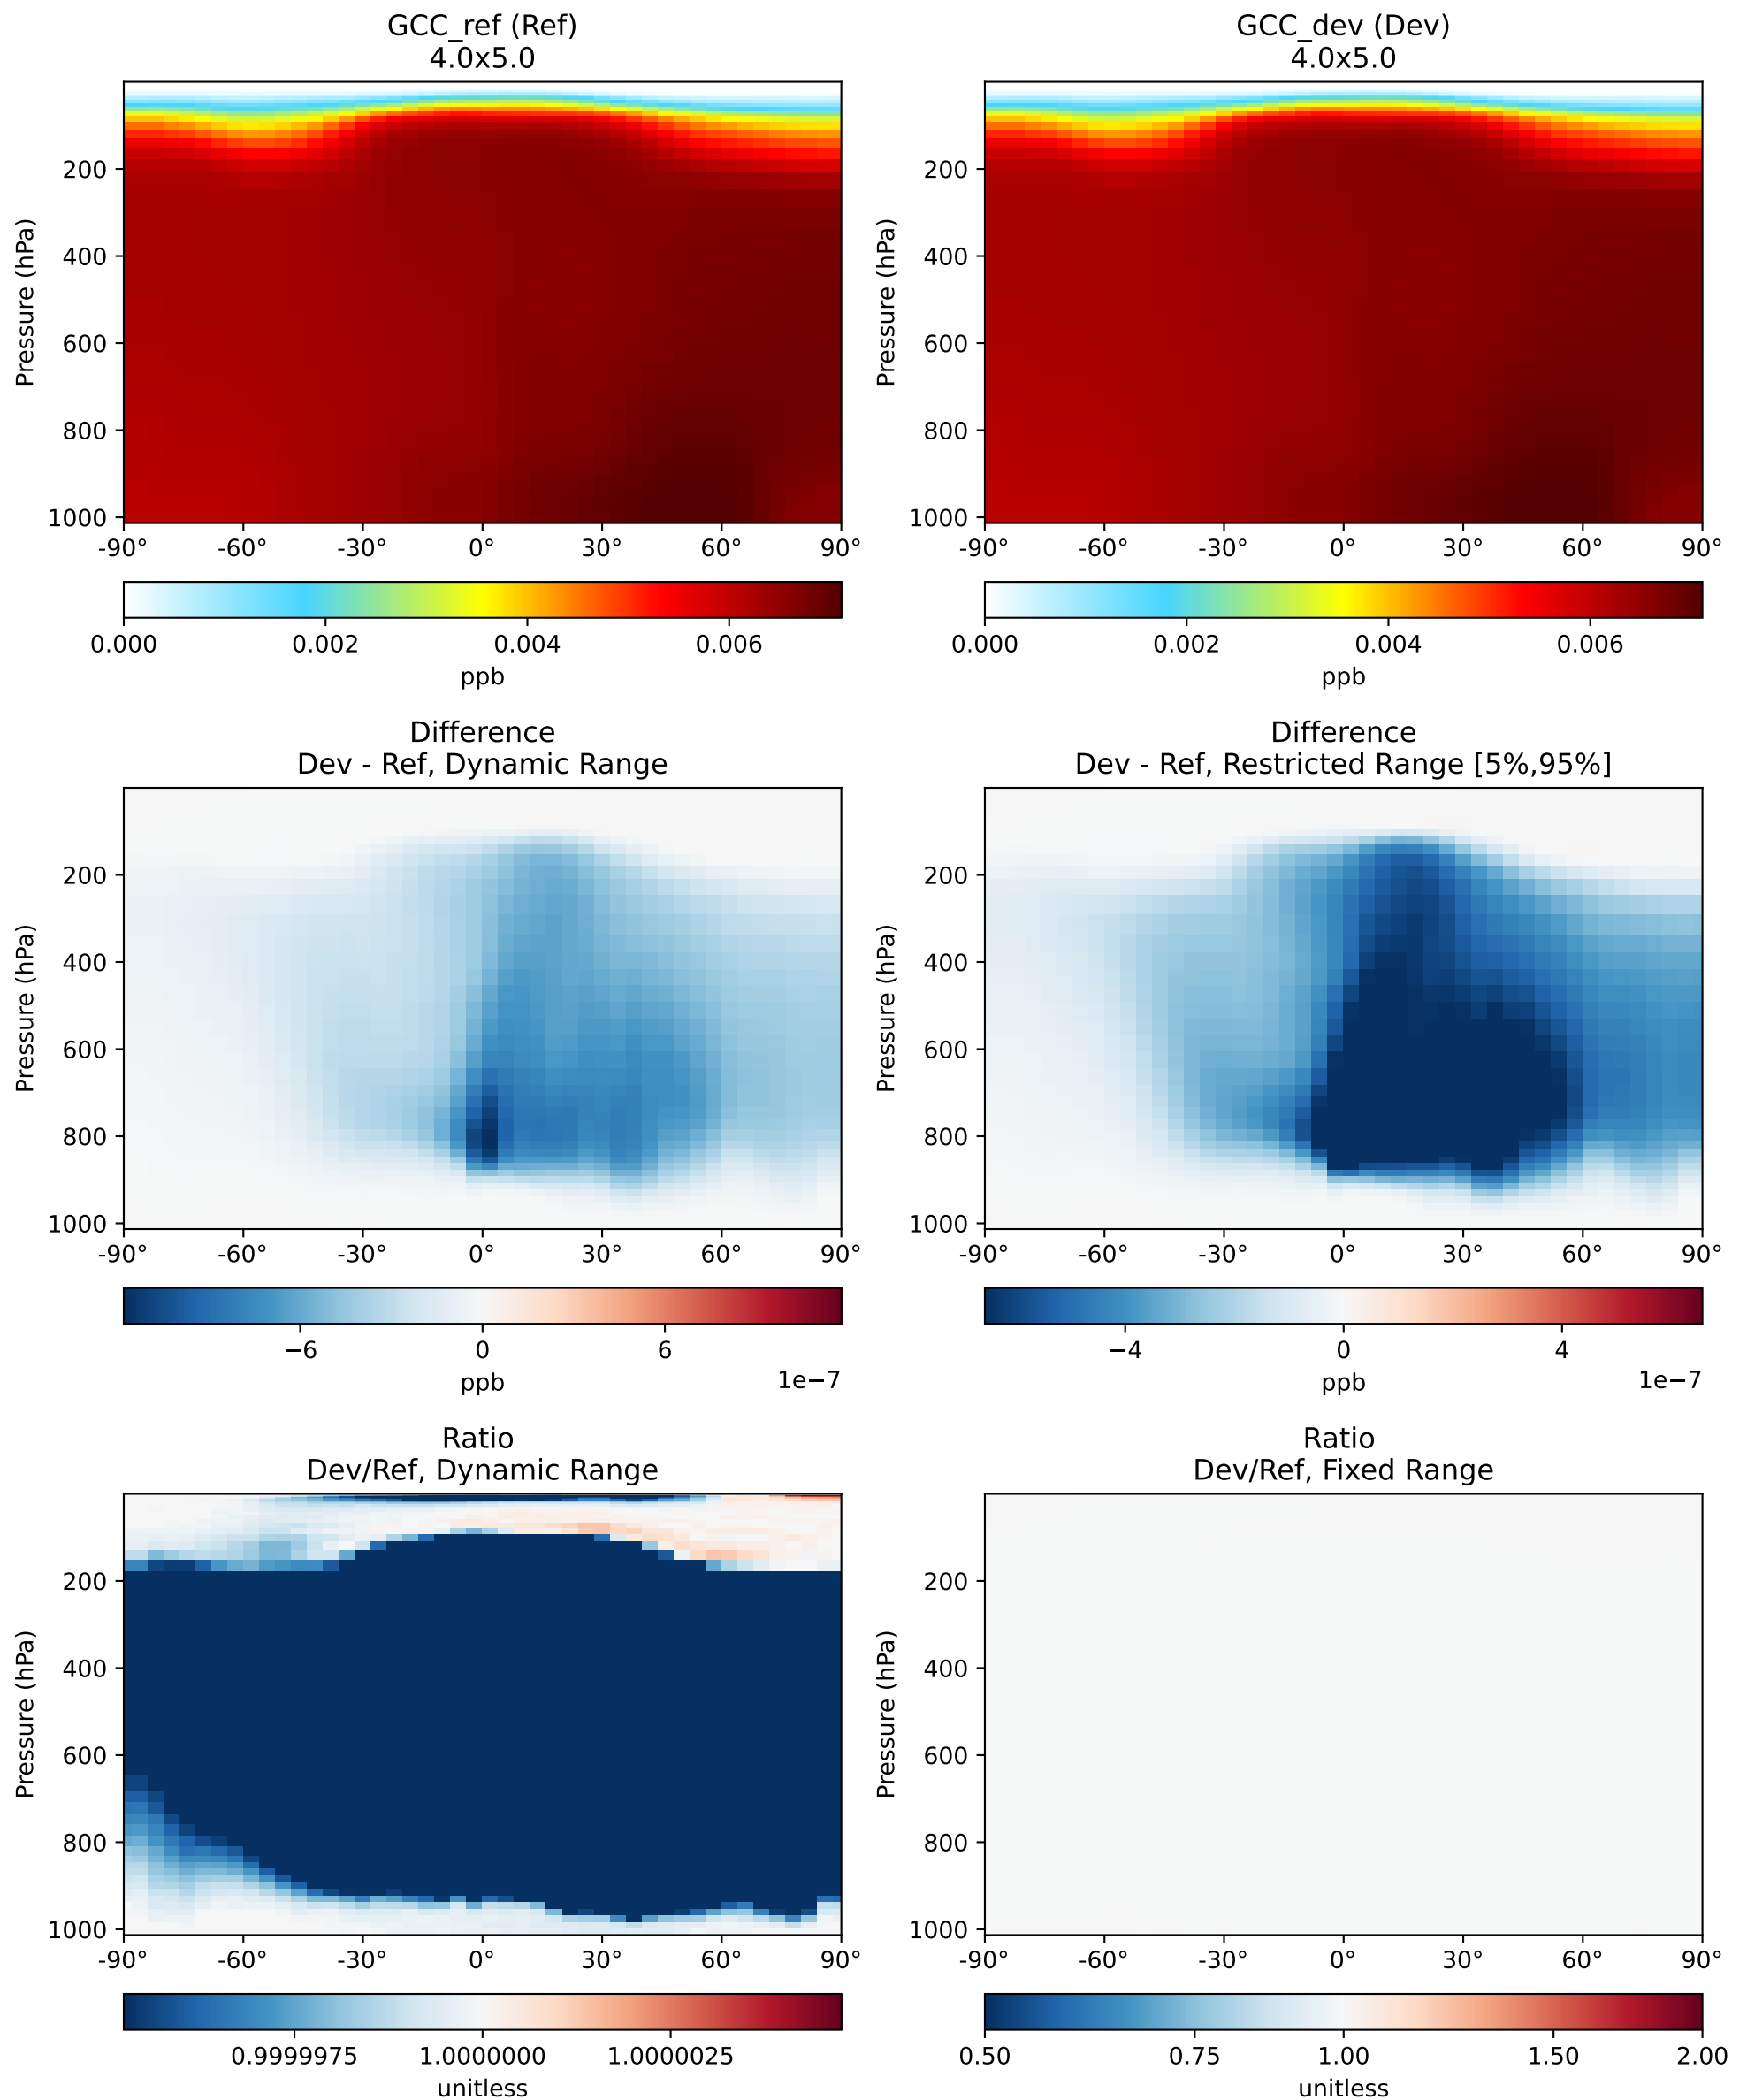 GCC_ref (Ref)
4.0x5.0
GCC_dev (Dev)
4.0x5.0
Pressure (hPa)
200
400
600
800
1000
-90° -60° -30° 0° 30° 60° 90°
0.000 0.002 0.004 0.006
ppb
Pressure (hPa)
200
400
600
800
1000
-90° -60° -30° 0° 30° 60° 90°
0.000 0.002 0.004 0.006
ppb
Difference
Dev - Ref, Dynamic Range
Pressure (hPa)
200
400
600
800
1000
-90° -60° -30° 0° 30° 60° 90°
−6 0 6
1e−7
ppb
Difference
Dev - Ref, Restricted Range [5%,95%]
Pressure (hPa)
200
400
600
800
1000
-90° -60° -30° 0° 30° 60° 90°
−4 0 4
1e−7
ppb
Ratio
Dev/Ref, Dynamic Range
Pressure (hPa)
200
400
600
800
1000
-90° -60° -30° 0° 30° 60° 90°
0.9999975 1.0000000 1.0000025
unitless
Ratio
Dev/Ref, Fixed Range
Pressure (hPa)
200
400
600
800
1000
-90° -60° -30° 0° 30° 60° 90°
0.50 0.75 1.00 1.50 2.00
unitless